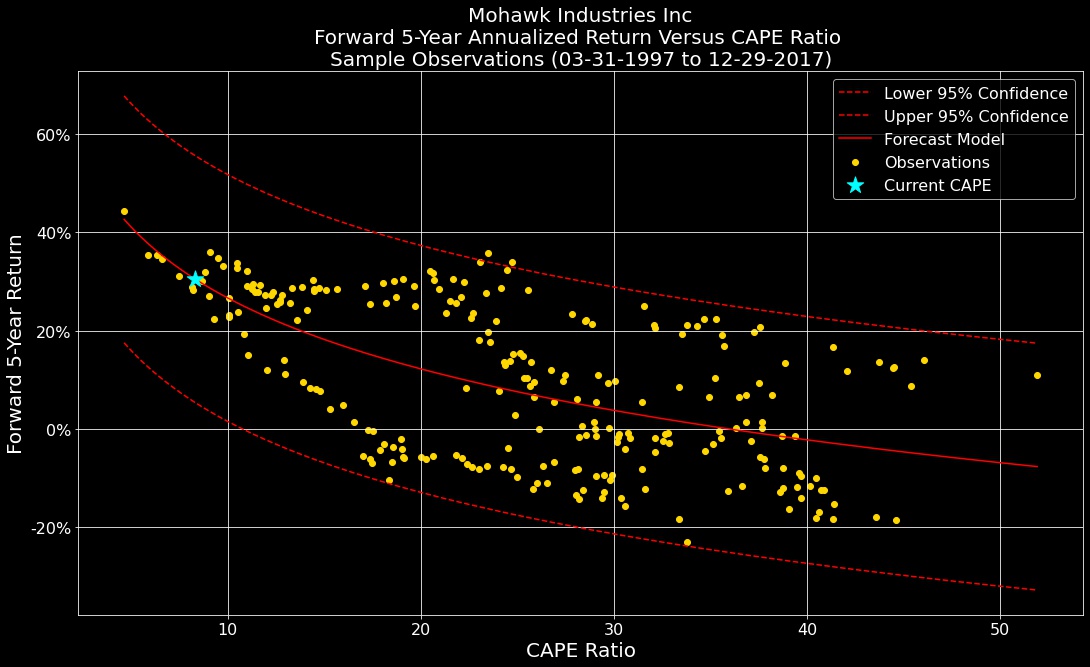 Mohawk Industries Inc
Forward 5-Year Annualized Return Versus CAPE Ratio
Sample Observations (03-31-1997 to 12-29-2017)
Lower 95% Confidence
Upper 95% Confidence
Forecast Model
Observations
Current CAPE
Forward 5-Year Return
60%
40%
20%
0%
-20%
10
20
30
40
50
CAPE Ratio